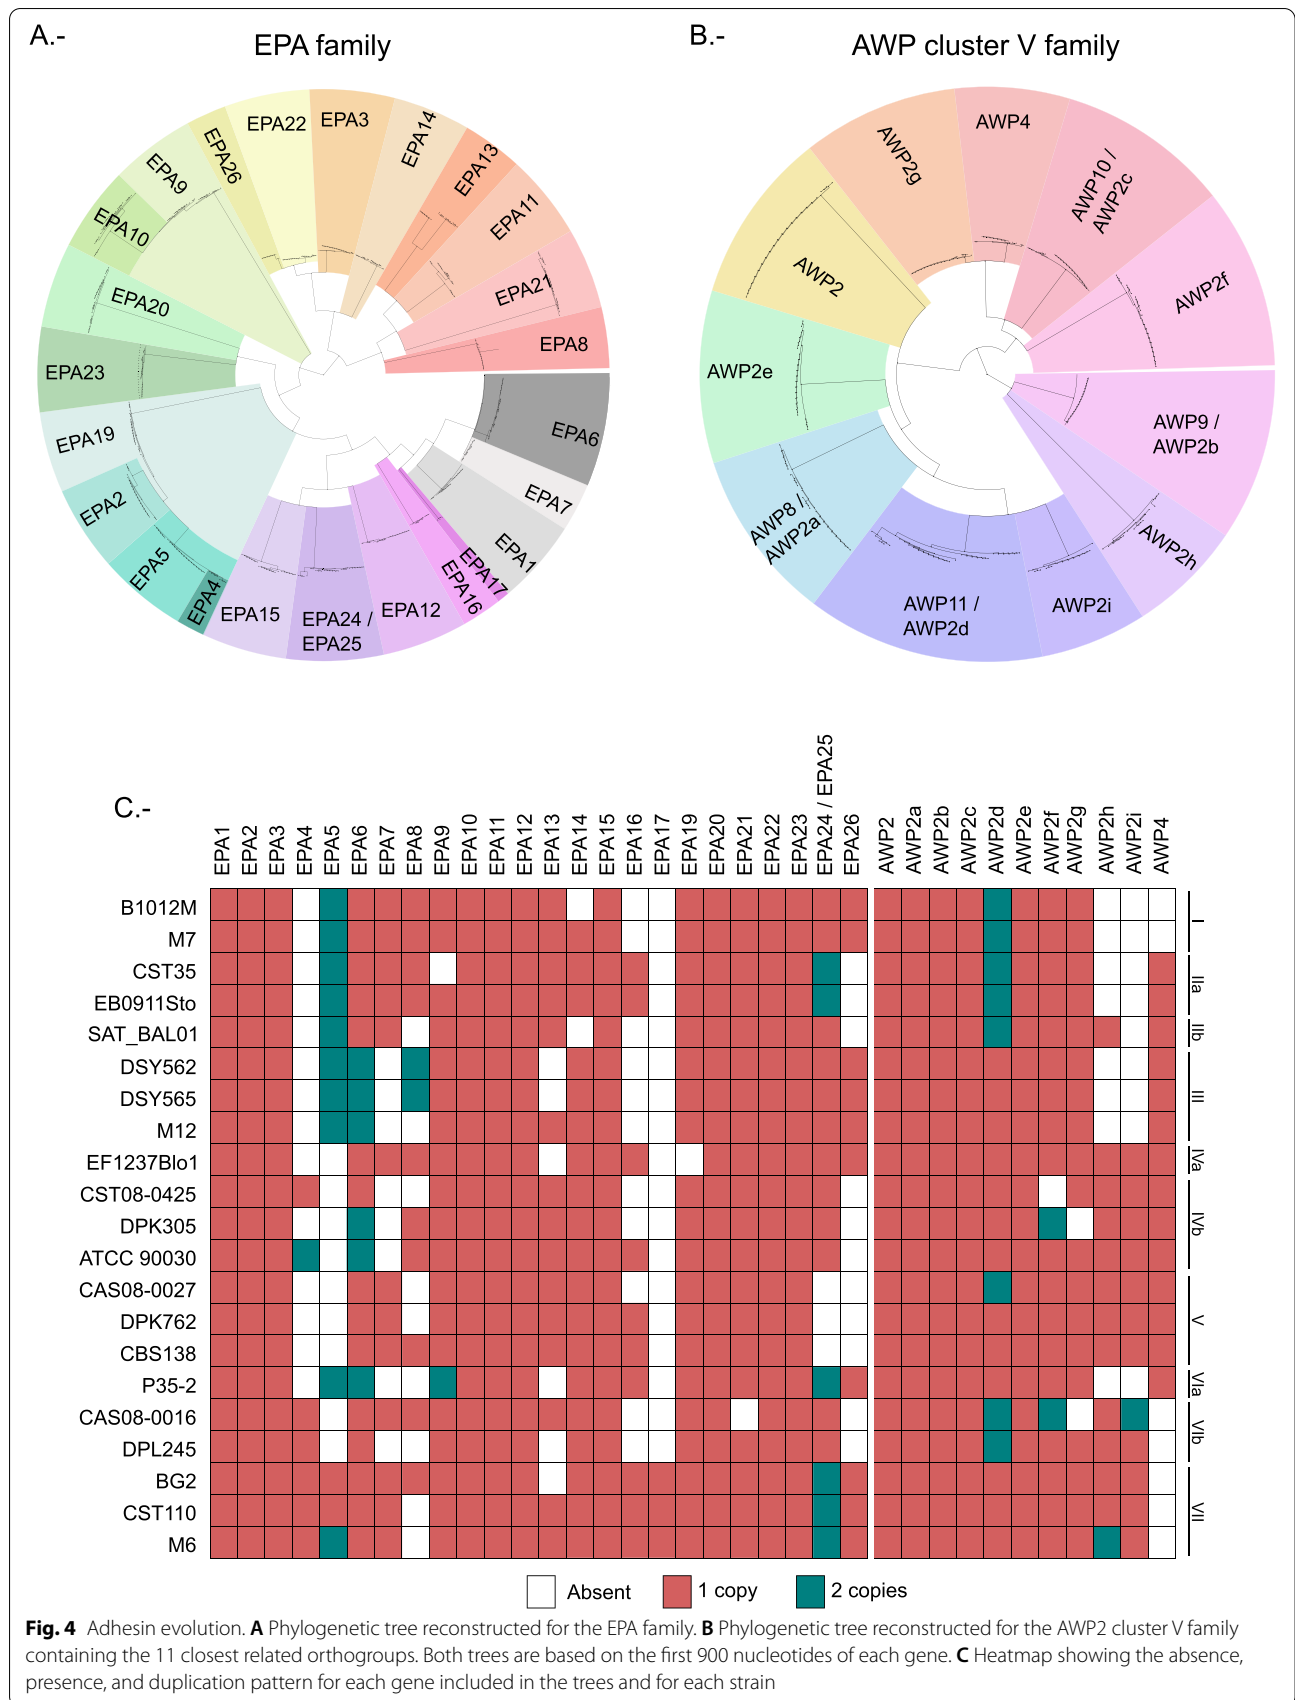 A.-
EPA family
EPA22
EPA3
EPA14
EPA13
EPA11
EPA21
EPA8
EPA6
EPA7
EPA1
EPA17
EPA16
EPA12
EPA24 /
EPA25
EPA15
EPA4
EPA5
EPA2
EPA19
EPA23
EPA20
EPA10
EPA9
EPA26
B.-
AWP cluster V family
AWP4
AWP10 /
AWP2c
AWP2f
AWP9 /
AWP2b
AWP2h
AWP2i
AWP11 /
AWP2d
AWP8 /
AWP2a
AWP2e
AWP2
AWP2g
C.-
EPA1
EPA2
EPA3
EPA4
EPA5
EPA6
EPA7
EPA8
EPA9
EPA10
EPA11
EPA12
EPA13
EPA14
EPA15
EPA16
EPA17
EPA19
EPA20
EPA21
EPA22
EPA23
EPA24 / EPA25
EPA26
AWP2
AWP2a
AWP2b
AWP2c
AWP2d
AWP2e
AWP2f
AWP2g
AWP2h
AWP2i
AWP4
B1012M
M7
CST35
EB0911Sto
SAT_BAL01
DSY562
DSY565
M12
EF1237Blo1
CST08-0425
DPK305
ATCC 90030
CAS08-0027
DPK762
CBS138
P35-2
CAS08-0016
DPL245
BG2
CST110
M6
I
IIa
IIb
III
IVa
IVb
V
VIa
VIb
VII
Absent
1 copy
2 copies
Fig. 4 Adhesin evolution. A Phylogenetic tree reconstructed for the EPA family. B Phylogenetic tree reconstructed for the AWP2 cluster V family
containing the 11 closest related orthogroups. Both trees are based on the first 900 nucleotides of each gene. C Heatmap showing the absence,
presence, and duplication pattern for each gene included in the trees and for each strain